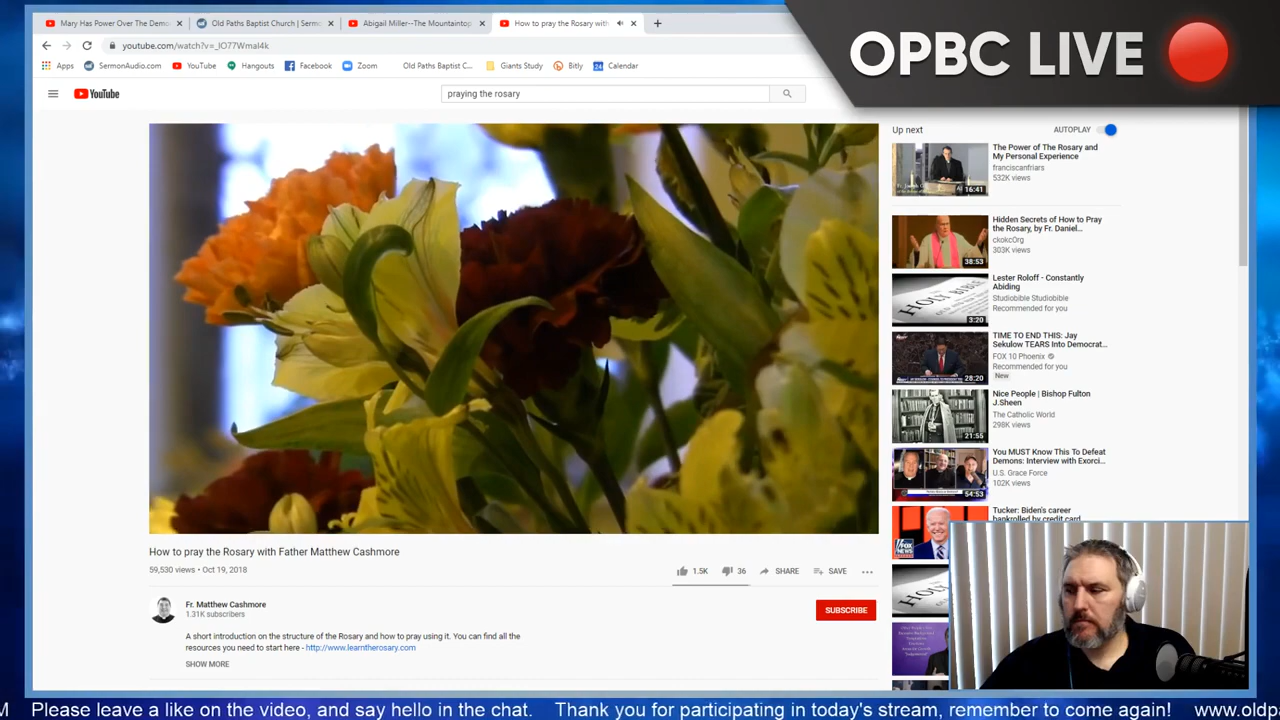 Mary Has Power Over The Demo
Old Paths Baptist Church | Sermo
Abigail Miller--The Mountaintop
How to pray the Rosary with
OPBC LIVE
youtube.com/watch?v=_IO77WmaI4k
Apps
SermonAudio.com
YouTube
Hangouts
Facebook
Zoom
Old Paths Baptist C...
Giants Study
Bitly
24
Calendar
YouTube
praying the rosary
Up next
AUTOPLAY
The Power of The Rosary and
My Personal Experience
franciscanfriars
532K views
16:41
Hidden Secrets of How to Pray
the Rosary, by Fr. Daniel...
ckokcOrg
303K views
38:53
Lester Roloff - Constantly
Abiding
Studiobible Studiobible
Recommended for you
HOLY BIBLE
3:20
TIME TO END THIS: Jay
Sekulow TEARS Into Democrat...
FOX 10 Phoenix
Recommended for you
New
28:20
Nice People | Bishop Fulton
J.Sheen
The Catholic World
298K views
21:55
You MUST Know This To Defeat
Demons: Interview with Exorci...
U.S. Grace Force
102K views
54:53
Tucker: Biden's career
bankrolled by credit card
FOX
NEWS
How to pray the Rosary with Father Matthew Cashmore
59,530 views • Oct 19, 2018
1.5K
36
SHARE
SAVE
Fr. Matthew Cashmore
1.31K subscribers
SUBSCRIBE
A short introduction on the structure of the Rosary and how to pray using it. You can find all the
resources you need to start here - http://www.learntherosary.com
SHOW MORE
M Please leave a like on the video, and say hello in the chat. Thank you for participating in today's stream, remember to come again! www.oldp